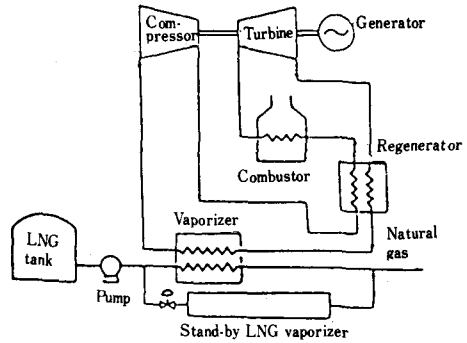 Com-
pressor
Turbine
Generator
Regenerator
Combustor
Vaporizer
Natural
gas
LNG
tank
Pump
Stand-by LNG vaporizer